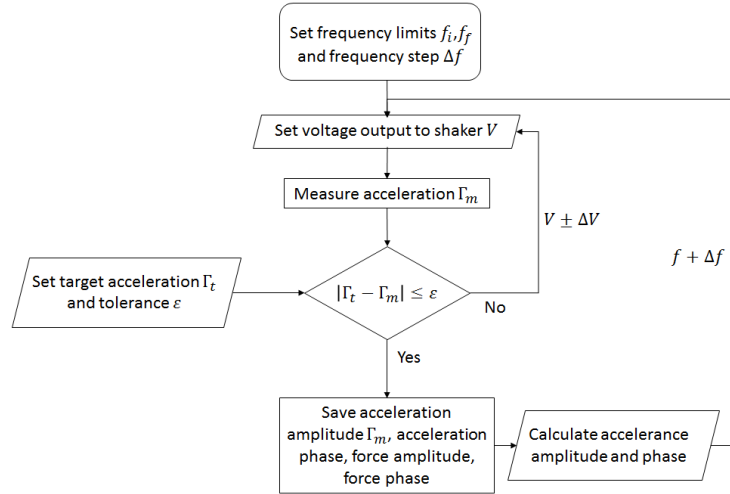 Set frequency limits f_i,f_f
and frequency step Δf
Set voltage output to shaker V
Measure acceleration Γ_m
V ± ΔV
f + Δf
Set target acceleration Γ_t
and tolerance ε
|Γ_t − Γ_m| ≤ ε
No
Yes
Save acceleration
amplitude Γ_m, acceleration
phase, force amplitude,
force phase
Calculate accelerance
amplitude and phase